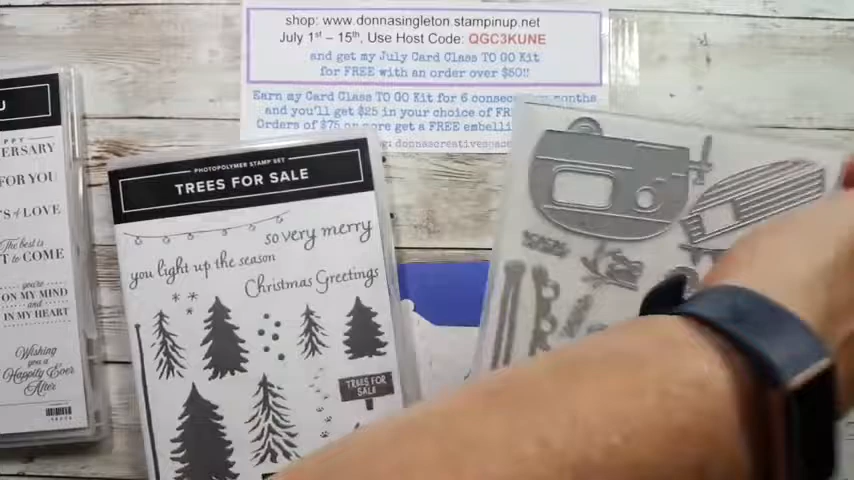 shop: www.donnasingleton.stampinup.net
July 1st – 15th, Use Host Code: QGC3KUNE
and get my July Card Class TO GO Kit
for FREE with an order over $50!!
Earn my Card Class TO GO Kit for 6 months
and you'll get $25 in your choice of
Orders of $75 or more get a FREE
PHOTOPOLYMER STAMP SET
TREES FOR SALE
so very merry
you light up the season
Christmas Greetings
TREES FOR
SALE
FOR YOU
OF LOVE
The best is
TO COME
you're
ON MY MIND
IN MY HEART
Wishing
you a
Happily Ever
After